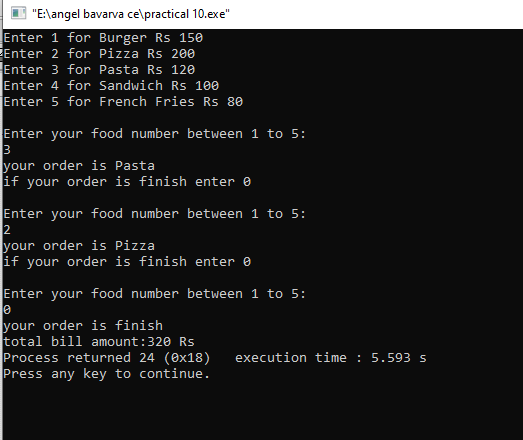 "E:\angel bavarva ce\practical 10.exe"
Enter 1 for Burger Rs 150
Enter 2 for Pizza Rs 200
Enter 3 for Pasta Rs 120
Enter 4 for Sandwich Rs 100
Enter 5 for French Fries Rs 80

Enter your food number between 1 to 5:
3
your order is Pasta
if your order is finish enter 0

Enter your food number between 1 to 5:
2
your order is Pizza
if your order is finish enter 0

Enter your food number between 1 to 5:
0
your order is finish
total bill amount:320 Rs
Process returned 24 (0x18)   execution time : 5.593 s
Press any key to continue.